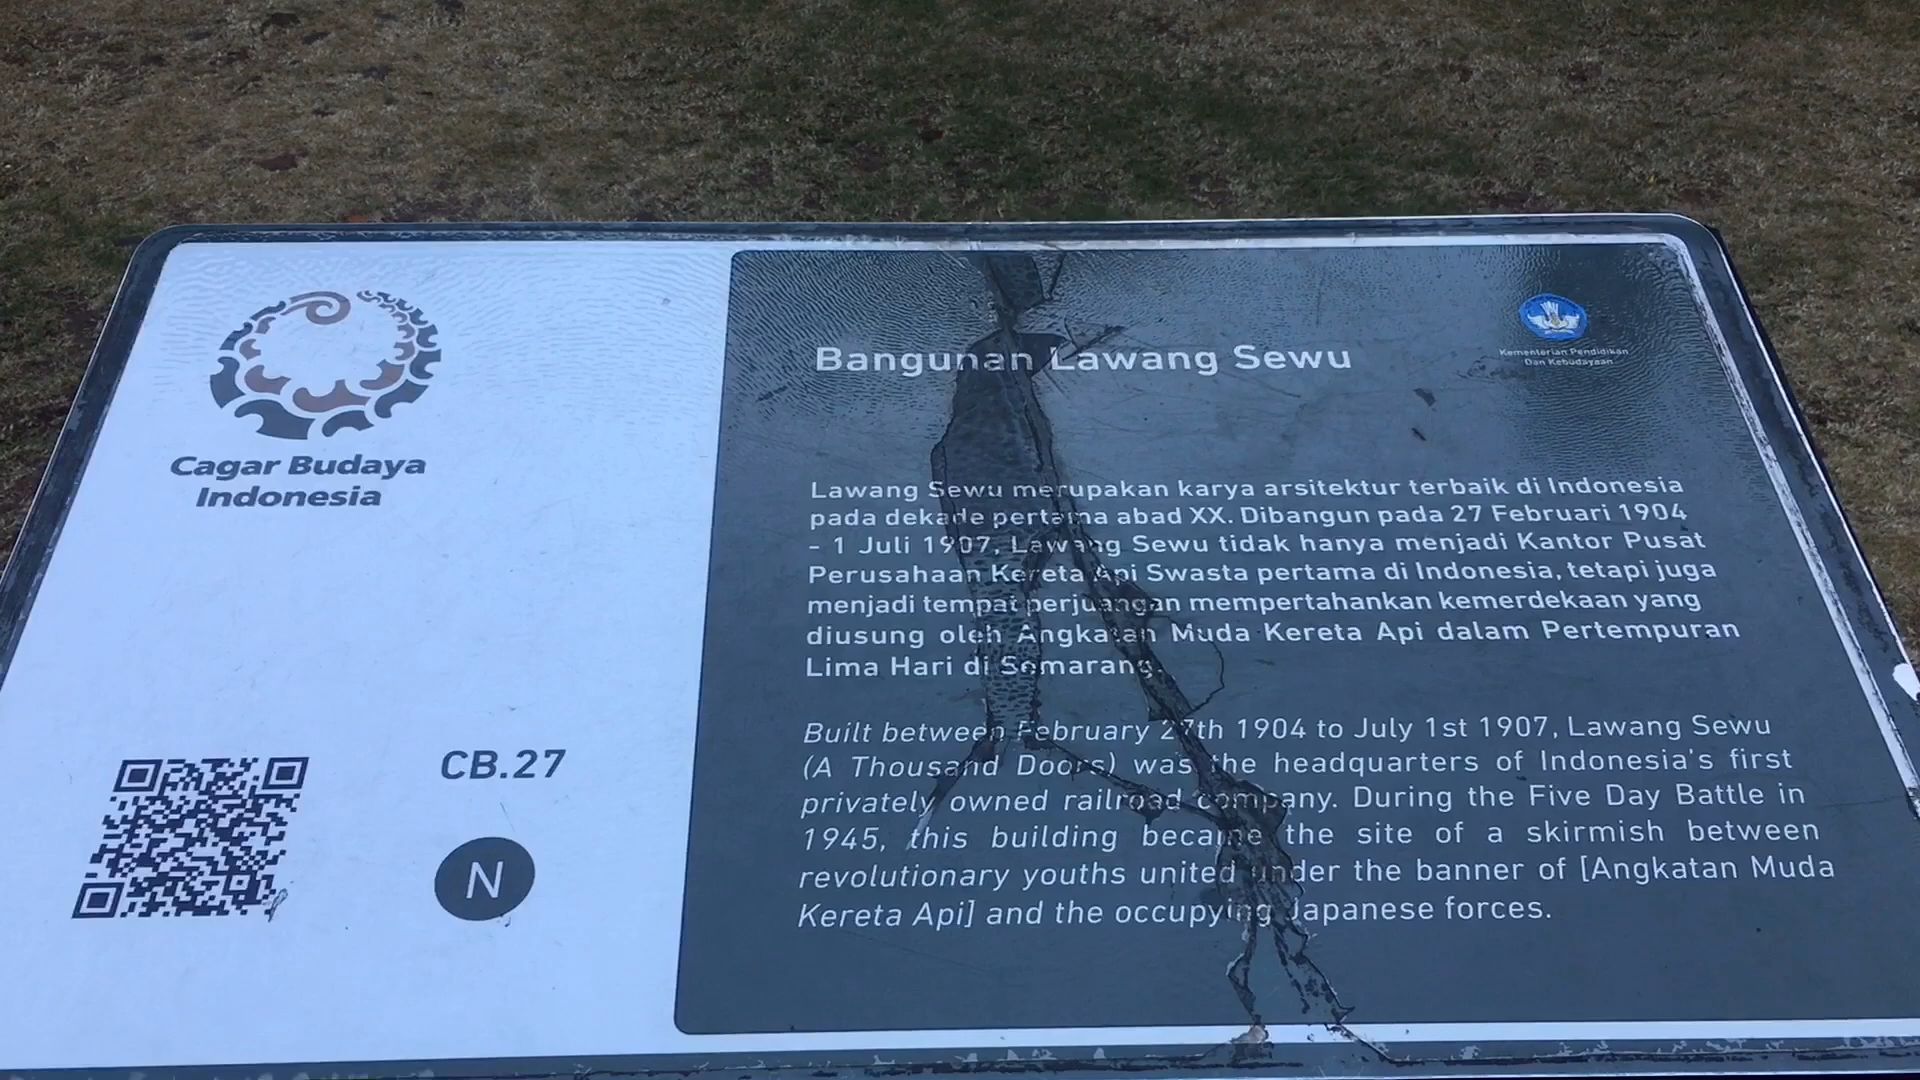 Cagar Budaya
Indonesia
CB.27
N
Bangunan Lawang Sewu
Kementerian Pendidikan
Dan Kebudayaan
Lawang Sewu merupakan karya arsitektur terbaik di Indonesia
pada dekade pertama abad XX. Dibangun pada 27 Februari 1904
- 1 Juli 1907, Lawang Sewu tidak hanya menjadi Kantor Pusat
Perusahaan Kereta Api Swasta pertama di Indonesia, tetapi juga
menjadi tempat perjuangan mempertahankan kemerdekaan yang
diusung oleh Angkatan Muda Kereta Api dalam Pertempuran
Lima Hari di Semarang.
Built between February 27th 1904 to July 1st 1907, Lawang Sewu
(A Thousand Doors) was the headquarters of Indonesia's first
privately owned railroad company. During the Five Day Battle in
1945, this building became the site of a skirmish between
revolutionary youths united under the banner of [Angkatan Muda
Kereta Api] and the occupying Japanese forces.